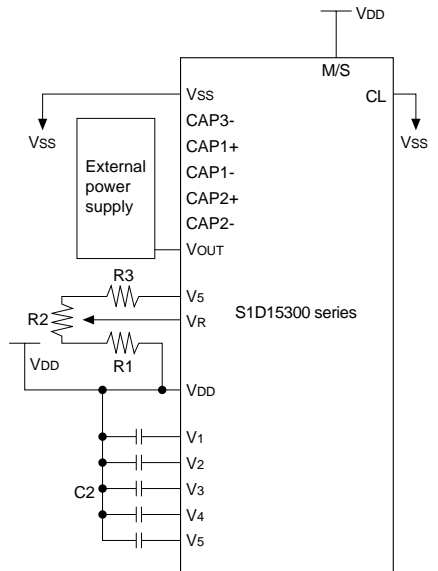 VDD
M/S
VSS
CL
VSS
VSS
CAP3-
CAP1+
CAP1-
CAP2+
CAP2-
VOUT
External
power
supply
R3
V5
R2
VR
S1D15300 series
R1
VDD
VDD
V1
V2
C2
V3
V4
V5